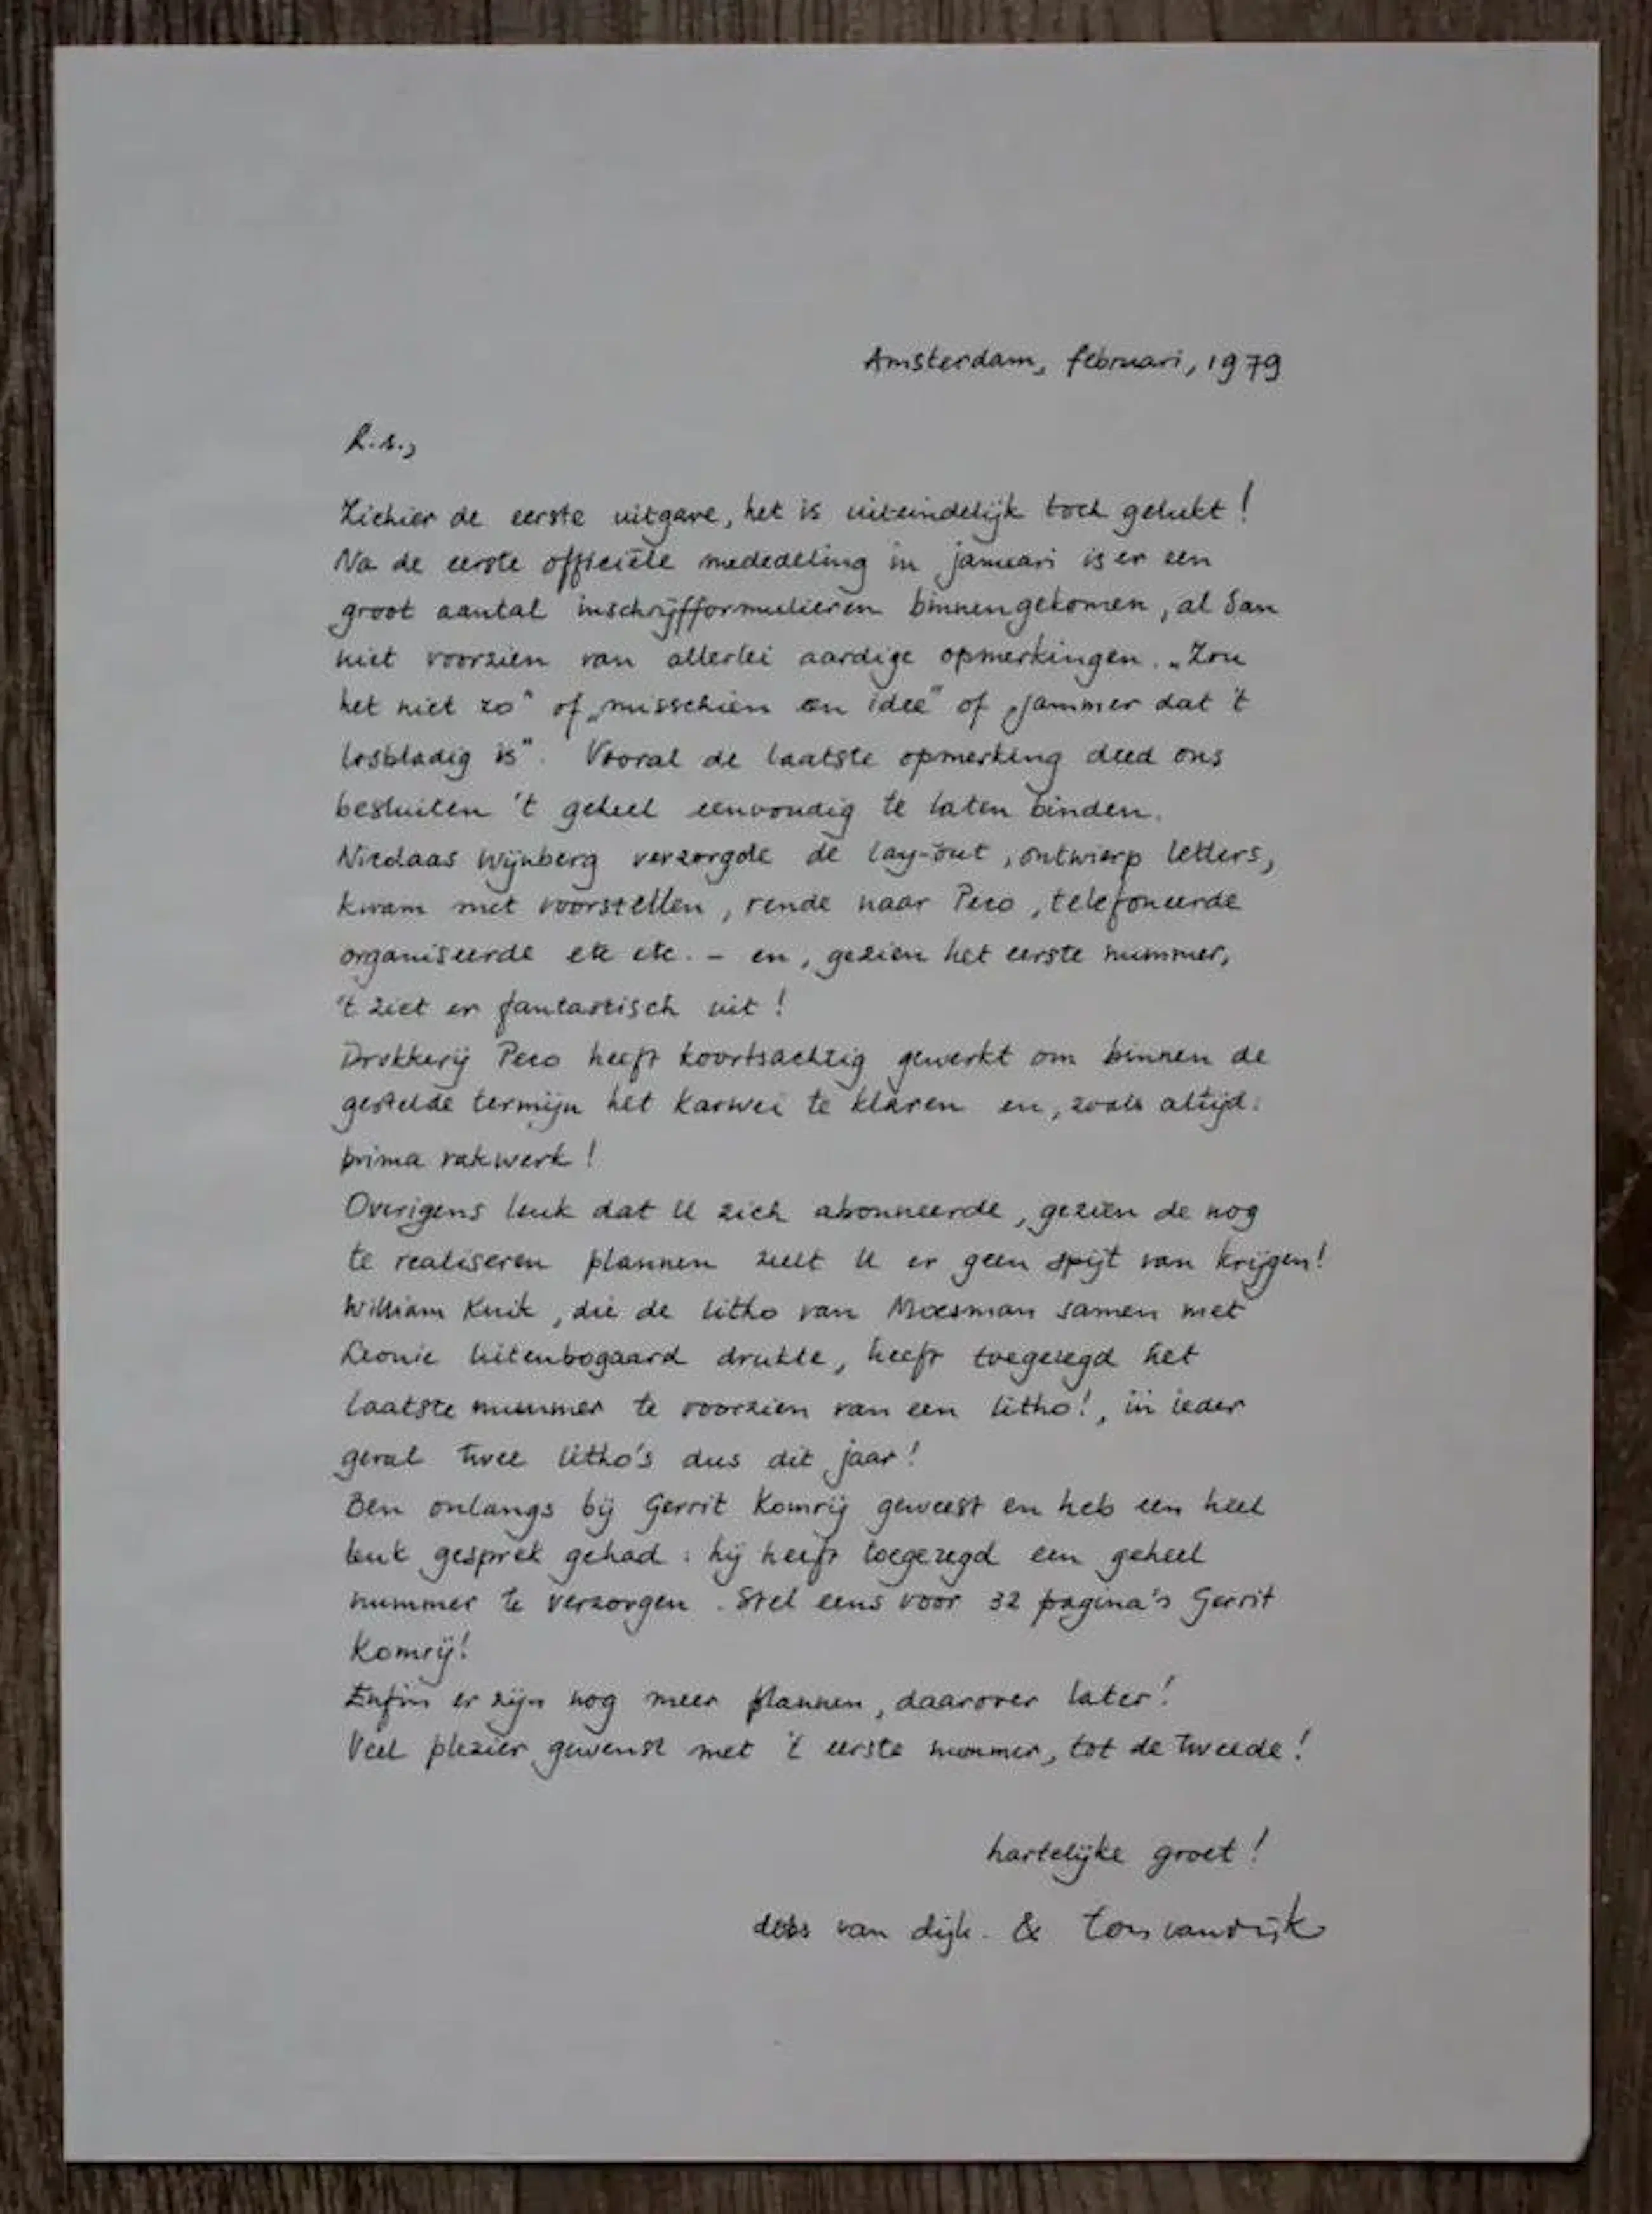 Amsterdam, februari, 1979
L.S.,
Ziehier de eerste uitgave, het is uiteindelijk toch gelukt!
Na de eerste officiële mededeling in januari is er een
groot aantal inschrijfformulieren binnengekomen, al dan
niet voorzien van allerlei aardige opmerkingen. „Zou
het niet zo" of „misschien een idee" of „jammer dat 't
losbladig is". Vooral de laatste opmerking deed ons
besluiten 't geheel eenvoudig te laten binden.
Nicolaas Wijnberg verzorgde de lay-out, ontwierp letters,
kwam met voorstellen, rende naar Peco, telefoneerde
organiseerde etc etc. - en, gezien het eerste nummer,
't ziet er fantastisch uit!
Drukkerij Peco heeft koortsachtig gewerkt om binnen de
gestelde termijn het karwei te klaren en, zoals altijd:
prima vakwerk!
Overigens leuk dat U zich abonneerde, gezien de nog
te realiseren plannen zult U er geen spijt van krijgen!
William Kuik, die de litho van Moesman samen met
Leonie Uitenbogaard drukte, heeft toegezegd het
laatste nummer te voorzien van een litho!, in ieder
geval twee litho's dus dit jaar!
Ben onlangs bij Gerrit Komrij geweest en heb een heel
leuk gesprek gehad: hij heeft toegezegd een geheel
nummer te verzorgen. Stel eens voor 32 pagina's Gerrit
Komrij!
Enfin er zijn nog meer plannen, daarover later!
Veel plezier gewenst met 't eerste nummer, tot de tweede!
hartelijke groet!
van dijk. & ton van dijk